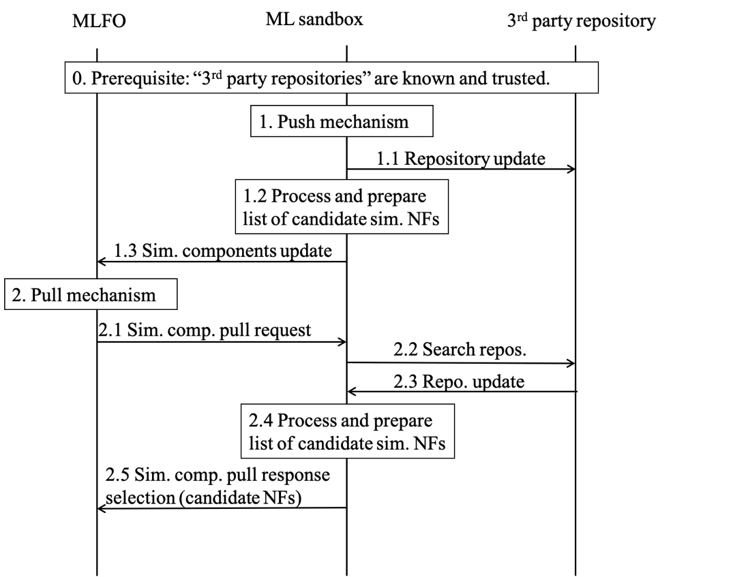 MLFO
ML sandbox
3rd party repository
0. Prerequisite: “3rd party repositories” are known and trusted.
1. Push mechanism
1.1 Repository update
1.2 Process and prepare
list of candidate sim. NFs
1.3 Sim. components update
2. Pull mechanism
2.1 Sim. comp. pull request
2.2 Search repos.
2.3 Repo. update
2.4 Process and prepare
list of candidate sim. NFs
2.5 Sim. comp. pull response
selection (candidate NFs)